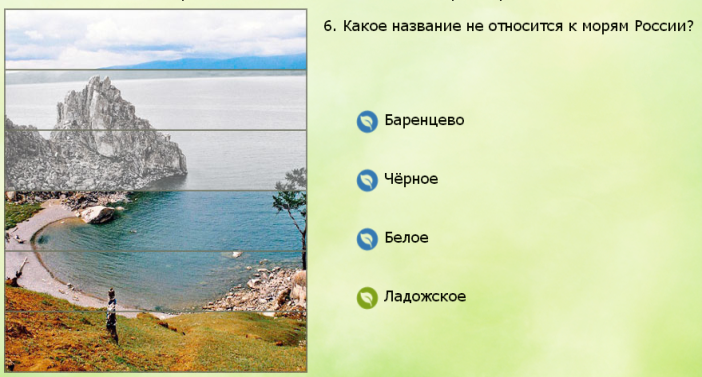 6. Какое название не относится к морям России?
Баренцево
Чёрное
Белое
Ладожское